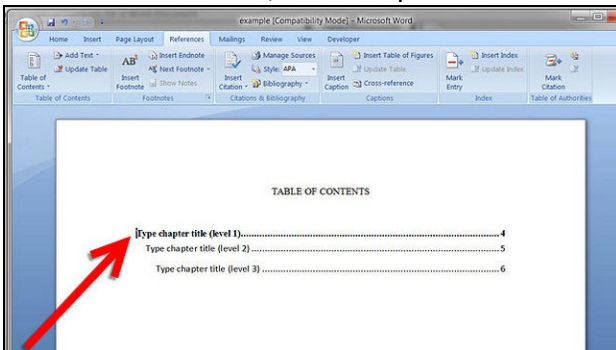 example [Compatibility Mode] - Microsoft Word
Home Insert Page Layout References Mailings Review View Developer
Table of Contents
Add Text
Update Table
Table of Contents
AB¹
Insert Footnote
Insert Endnote
Next Footnote
Show Notes
Footnotes
Insert Citation
Manage Sources
Style: APA
Bibliography
Citations & Bibliography
Insert Caption
Insert Table of Figures
Update Table
Cross-reference
Captions
Mark Entry
Insert Index
Update Index
Index
Mark Citation
Table of Authorities
TABLE OF CONTENTS
Type chapter title (level 1)........................................................4
Type chapter title (level 2)........................................................5
Type chapter title (level 3)........................................................6